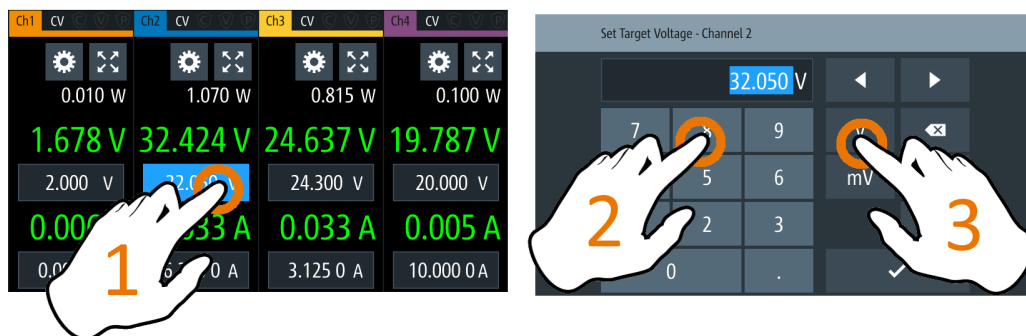 Ch1 CV C V P Ch2 CV C V P Ch3 CV C V P Ch4 CV C V P
0.010 W 1.070 W 0.815 W 0.100 W
1.678 V 32.424 V 24.637 V 19.787 V
2.000 V V 24.300 V 20.000 V
A 0.033 A 0.005 A
A 3.125 0 A 10.000 0 A
1
Set Target Voltage - Channel 2
32.050 V
7 8 9 V
5 6 mV
2 3
0 .
2
3